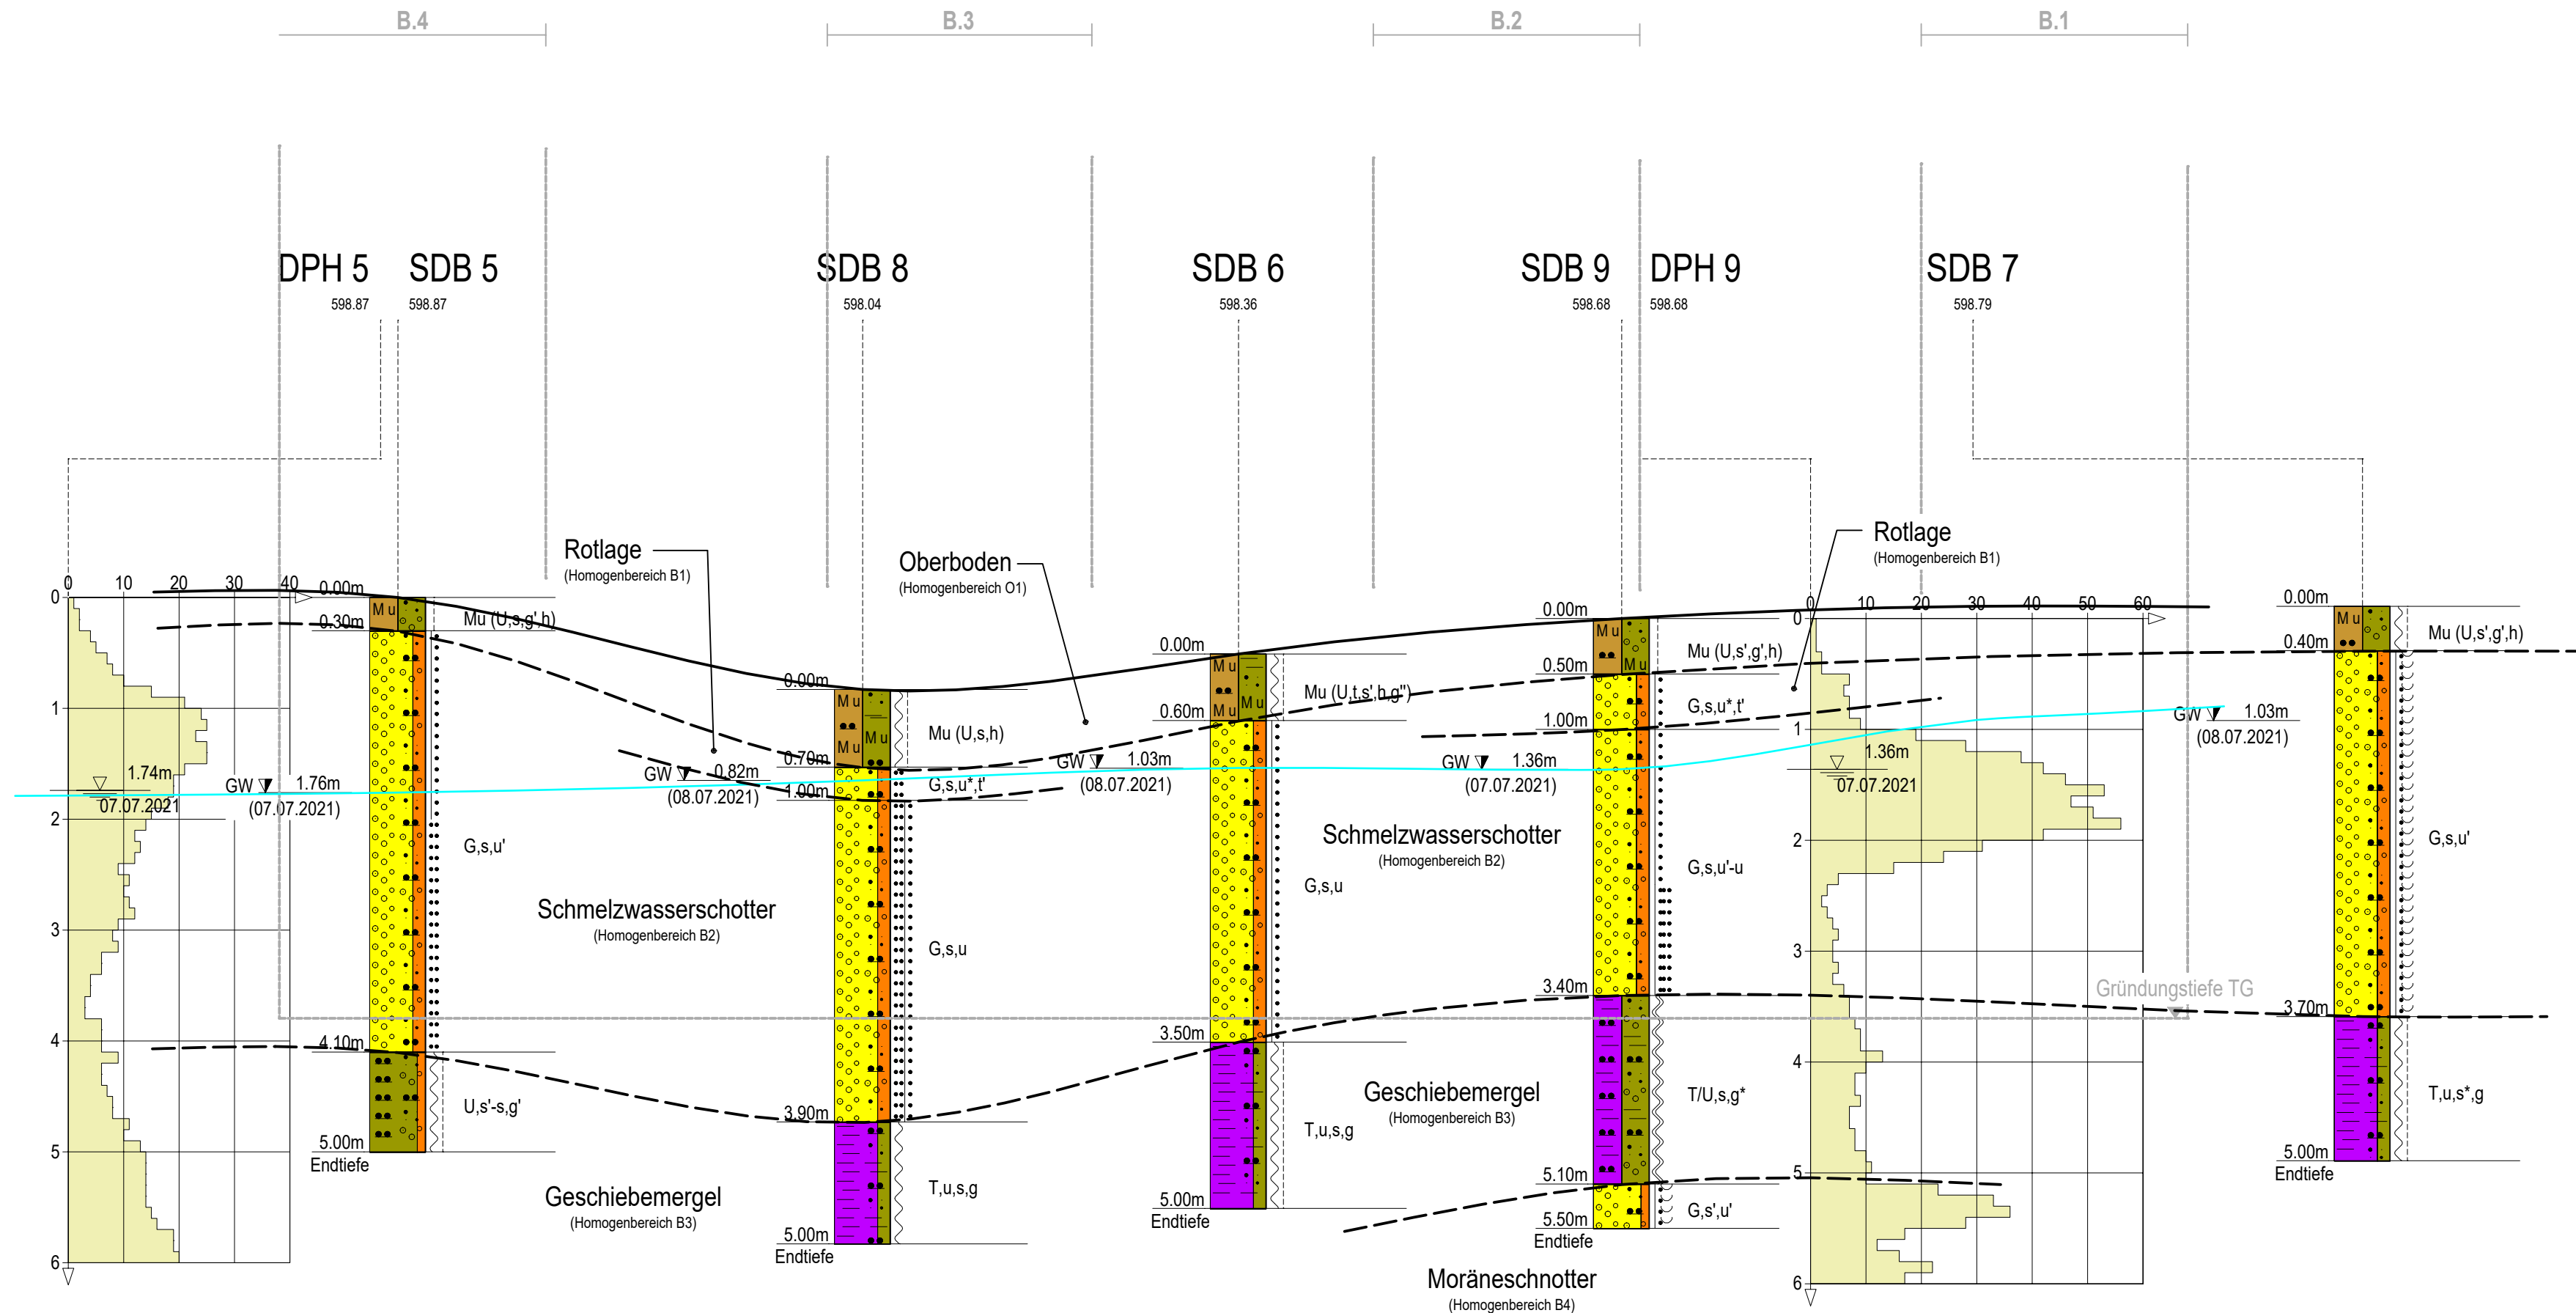 B.4
B.3
B.2
B.1
DPH 5
SDB 5
SDB 8
SDB 6
SDB 9
DPH 9
SDB 7
598.87
598.87
598.04
598.36
598.68
598.68
598.79
Rotlage
(Homogenbereich B1)
Oberboden
(Homogenbereich O1)
Rotlage
(Homogenbereich B1)
0 10 20 30 40
0
1
2
3
4
5
6
1.74m
07.07.2021
GW 1.76m
(07.07.2021)
0.00m
0.30m
4.10m
5.00m
Endtiefe
M u
Mu (U,s,g',h)
G,s,u'
U,s'-s,g'
Schmelzwasserschotter
(Homogenbereich B2)
Geschiebemergel
(Homogenbereich B3)
GW 0.82m
(08.07.2021)
0.00m
0.70m
1.00m
3.90m
5.00m
Endtiefe
M u
M u
M u
Mu (U,s,h)
G,s,u*,t'
G,s,u
T,u,s,g
GW 1.03m
(08.07.2021)
0.00m
0.60m
3.50m
5.00m
Endtiefe
M u
M u
M u
Mu (U,t,s',h,g'')
G,s,u
T,u,s,g
Schmelzwasserschotter
(Homogenbereich B2)
Geschiebemergel
(Homogenbereich B3)
Moräneschnotter
(Homogenbereich B4)
GW 1.36m
(07.07.2021)
0.00m
0.50m
1.00m
3.40m
5.10m
5.50m
Endtiefe
M u
M u
Mu (U,s',g',h)
G,s,u*,t'
G,s,u'-u
T/U,s,g*
G,s',u'
0 10 20 30 40 50 60
0
1
2
3
4
5
6
1.36m
07.07.2021
GW 1.03m
(08.07.2021)
Gründungstiefe TG
0.00m
0.40m
3.70m
5.00m
Endtiefe
M u
Mu (U,s',g',h)
G,s,u'
T,u,s*,g